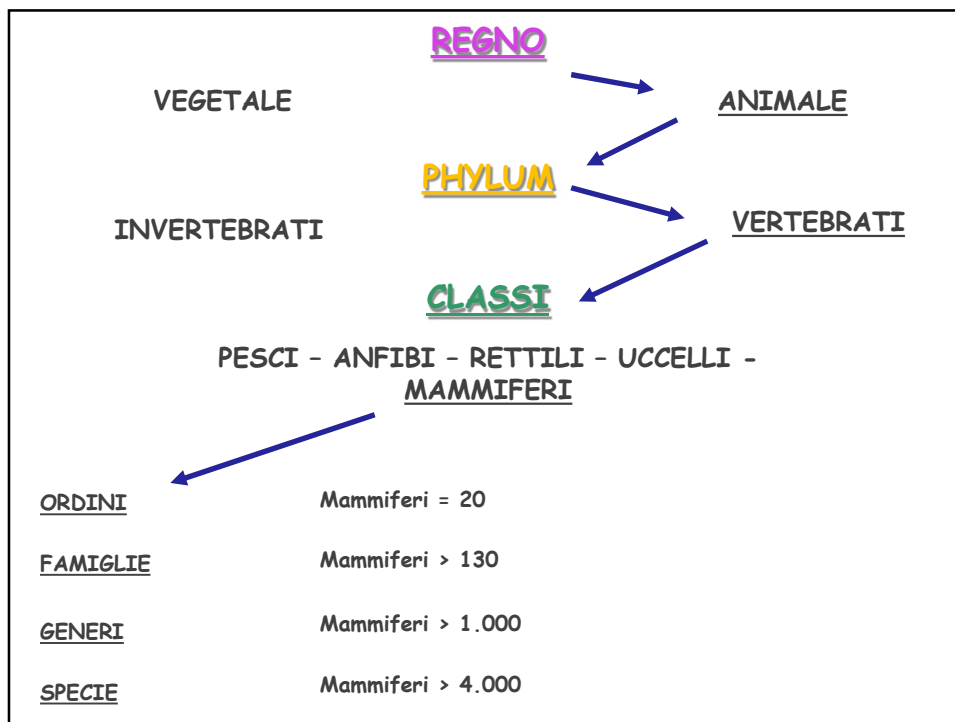 REGNO
VEGETALE
ANIMALE
PHYLUM
INVERTEBRATI
VERTEBRATI
CLASSI
PESCI – ANFIBI – RETTILI – UCCELLI -
MAMMIFERI
ORDINI Mammiferi = 20
FAMIGLIE Mammiferi > 130
GENERI Mammiferi > 1.000
SPECIE Mammiferi > 4.000